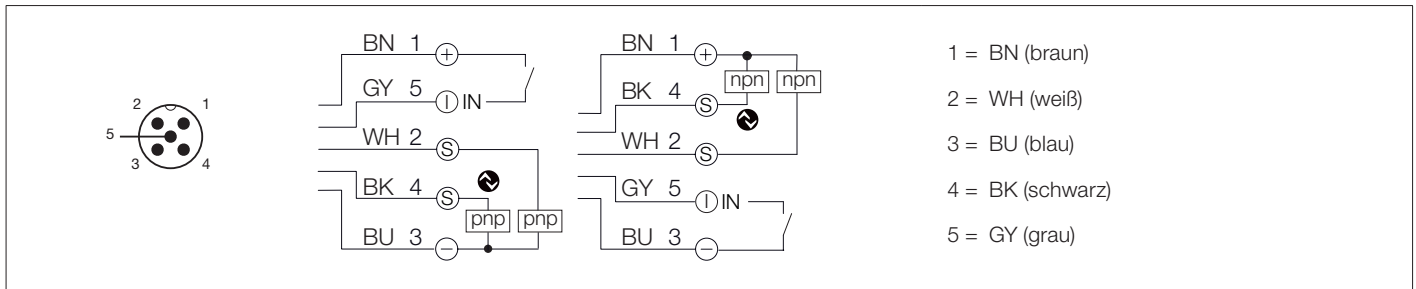 2 1
5
3 4
BN 1 +
GY 5 I IN
WH 2 S
BK 4 S
pnp pnp
BU 3 −
BN 1 +
npn npn
BK 4 S
WH 2 S
GY 5 I IN
BU 3 −
1 = BN (braun)
2 = WH (weiß)
3 = BU (blau)
4 = BK (schwarz)
5 = GY (grau)